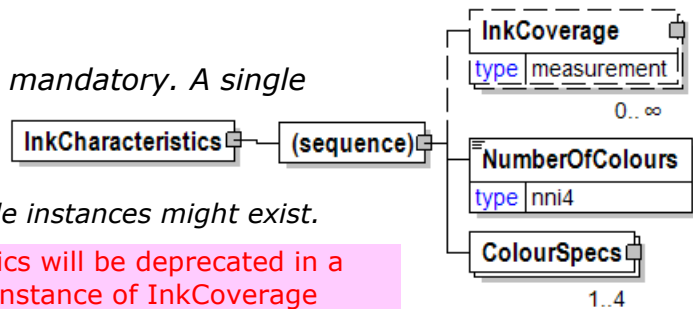 InkCoverage
type measurement
0..∞
mandatory. A single
InkCharacteristics
(sequence)
NumberOfColours
type nni4
instances might exist.
ics will be deprecated in a
nstance of InkCoverage
ColourSpecs
1..4